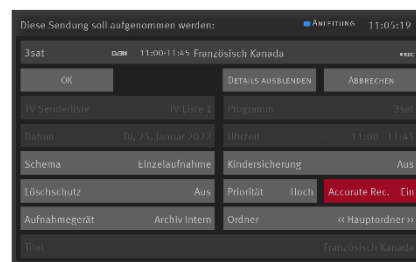 Diese Sendung soll aufgenommen werden: ANLEITUNG 11:05:19
3sat 11:00-11:45 Französisch Kanada REC
OK DETAILS AUSBLENDEN ABBRECHEN
TV Senderliste TV Liste 1 Programm 3sat
Datum Di, 25. Januar 2022 Uhrzeit 11:00 - 11:45
Schema Einzelaufnahme Kindersicherung Aus
Löschschutz Aus Priorität Hoch Accurate Rec. Ein
Aufnahmegerät Archiv Intern Ordner ‹‹ Hauptordner ››
Titel Französisch Kanada